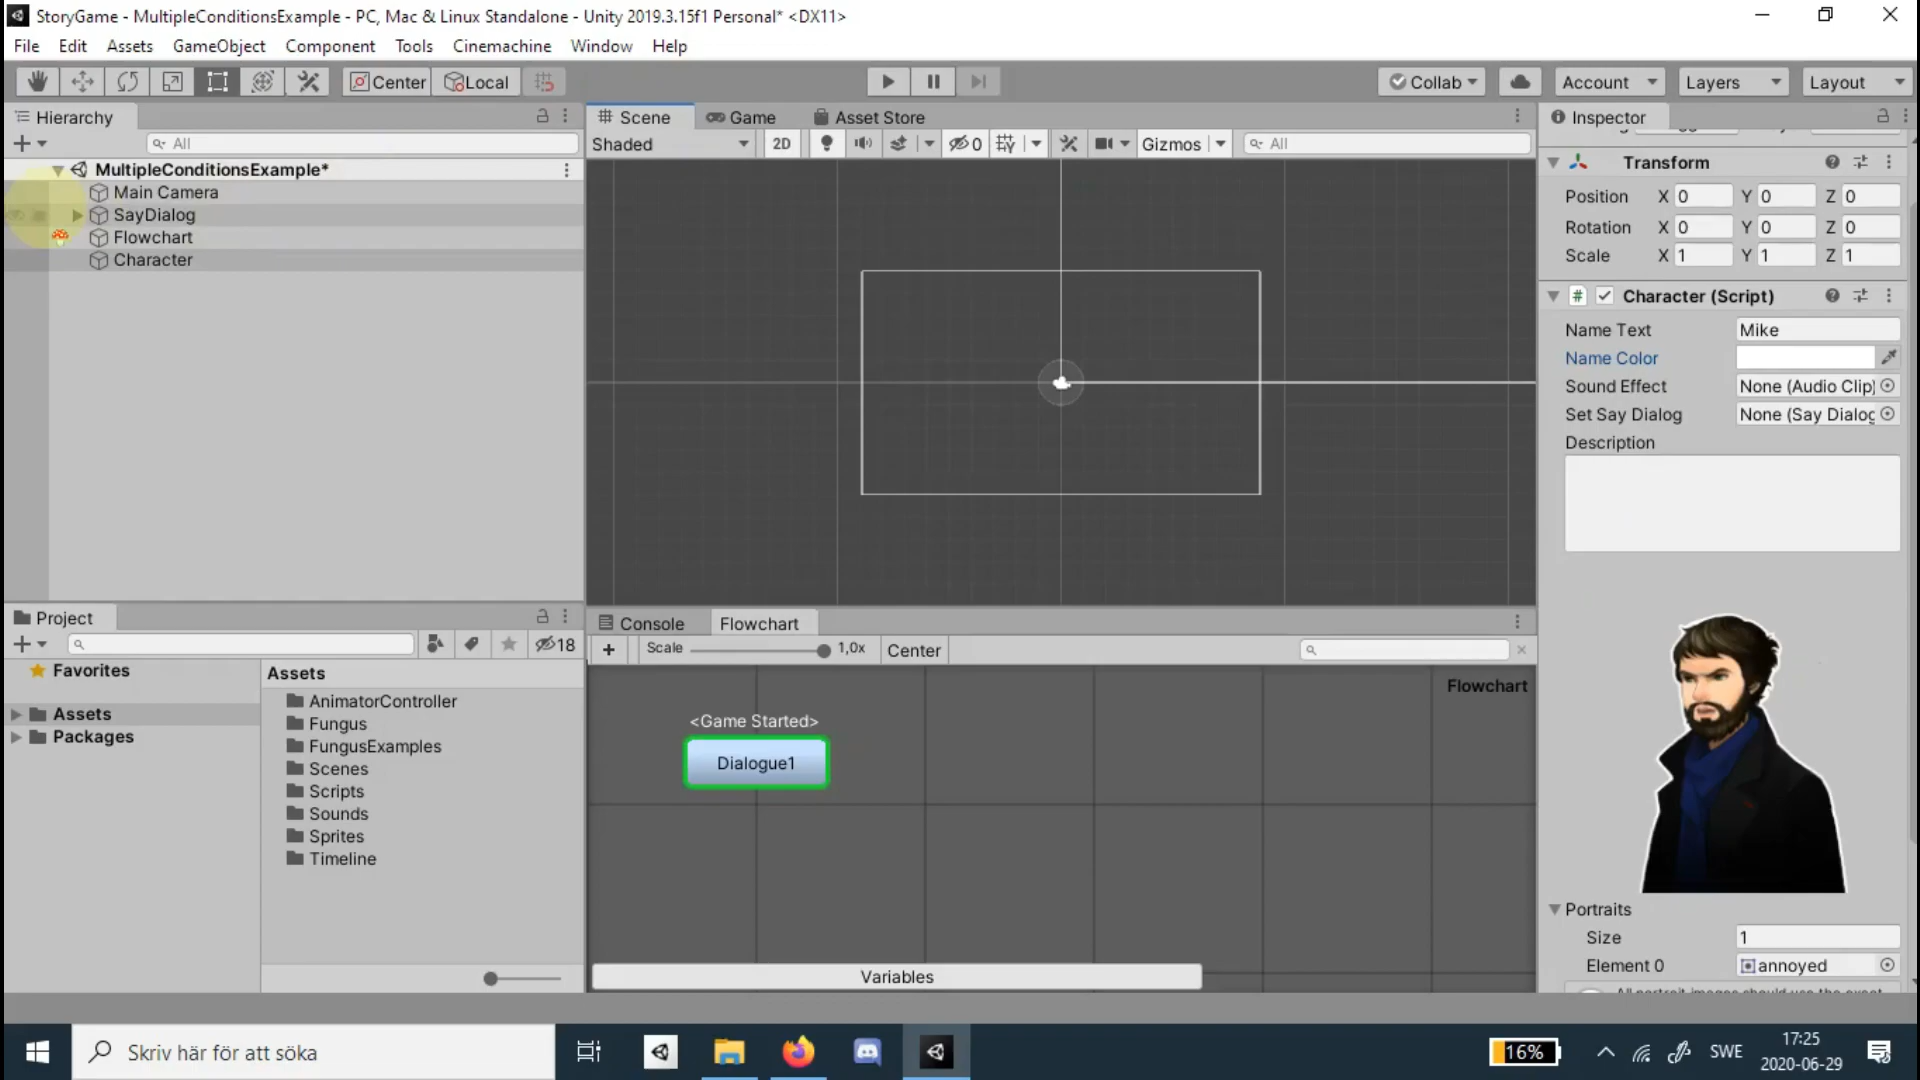 StoryGame - MultipleConditionsExample - PC, Mac & Linux Standalone - Unity 2019.3.15f1 Personal* <DX11>
File Edit Assets GameObject Component Tools Cinemachine Window Help
Center Local Collab Account Layers Layout
Hierarchy
All
MultipleConditionsExample*
Main Camera
SayDialog
Flowchart
Character
Scene Game Asset Store
Shaded 2D 0 Gizmos All
Inspector
Transform
Position X 0 Y 0 Z 0
Rotation X 0 Y 0 Z 0
Scale X 1 Y 1 Z 1
# Character (Script)
Name Text Mike
Name Color
Sound Effect None (Audio Clip)
Set Say Dialog None (Say Dialog
Description
Portraits
Size 1
Element 0 annoyed
Project
18
Favorites
Assets
Packages
Assets
AnimatorController
Fungus
FungusExamples
Scenes
Scripts
Sounds
Sprites
Timeline
Console Flowchart
+ Scale 1,0x Center
Flowchart
<Game Started>
Dialogue1
Variables
Skriv här för att söka
16%
SWE
17:25
2020-06-29